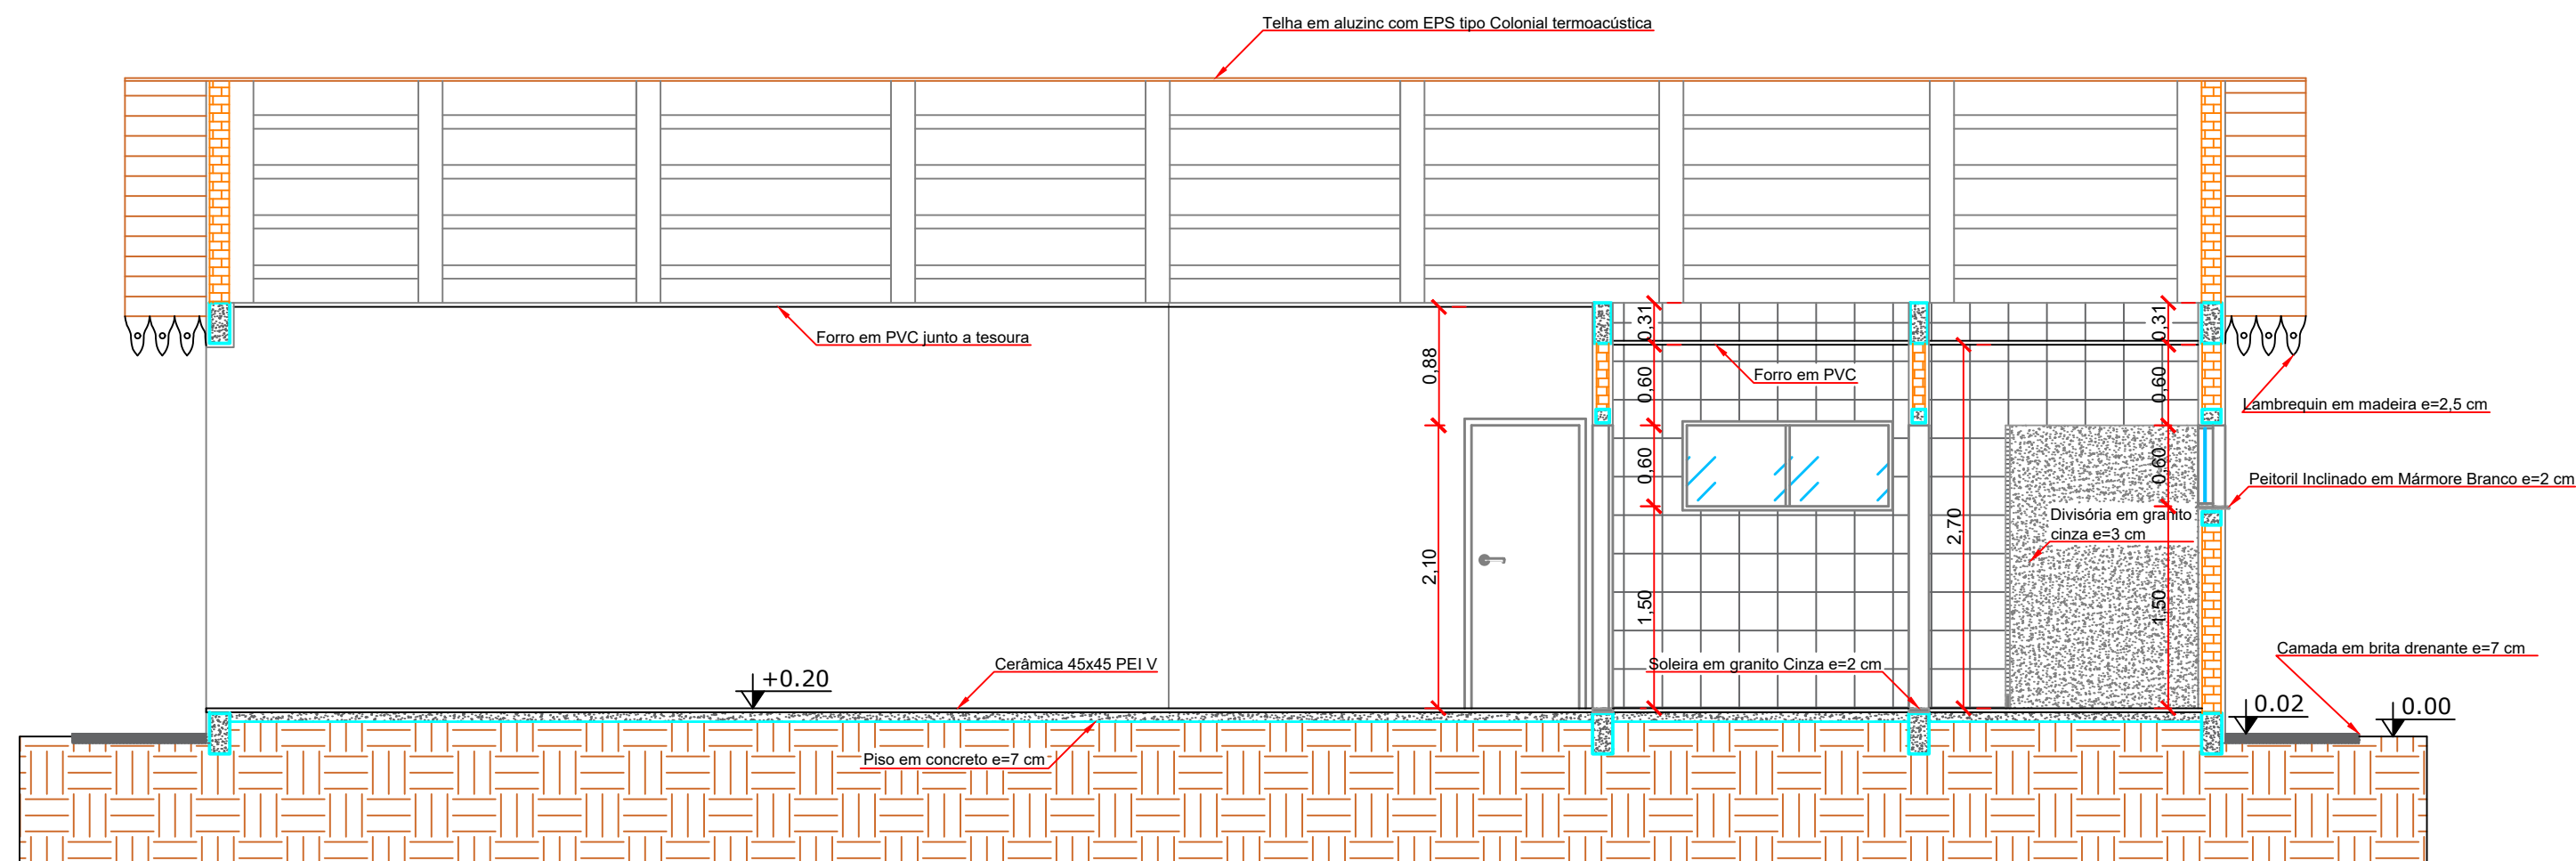 Telha em aluzinc com EPS tipo Colonial termoacústica
Forro em PVC junto a tesoura
0,88
0,31
0,31
Forro em PVC
0,60
0,60
Lambrequin em madeira e=2,5 cm
0,60
0,60
Peitoril Inclinado em Mármore Branco e=2 cm
Divisória em granito
cinza e=3 cm
2,70
2,10
1,50
1,50
Cerâmica 45x45 PEI V
Soleira em granito Cinza e=2 cm
Camada em brita drenante e=7 cm
+0.20
0.02
0.00
Piso em concreto e=7 cm